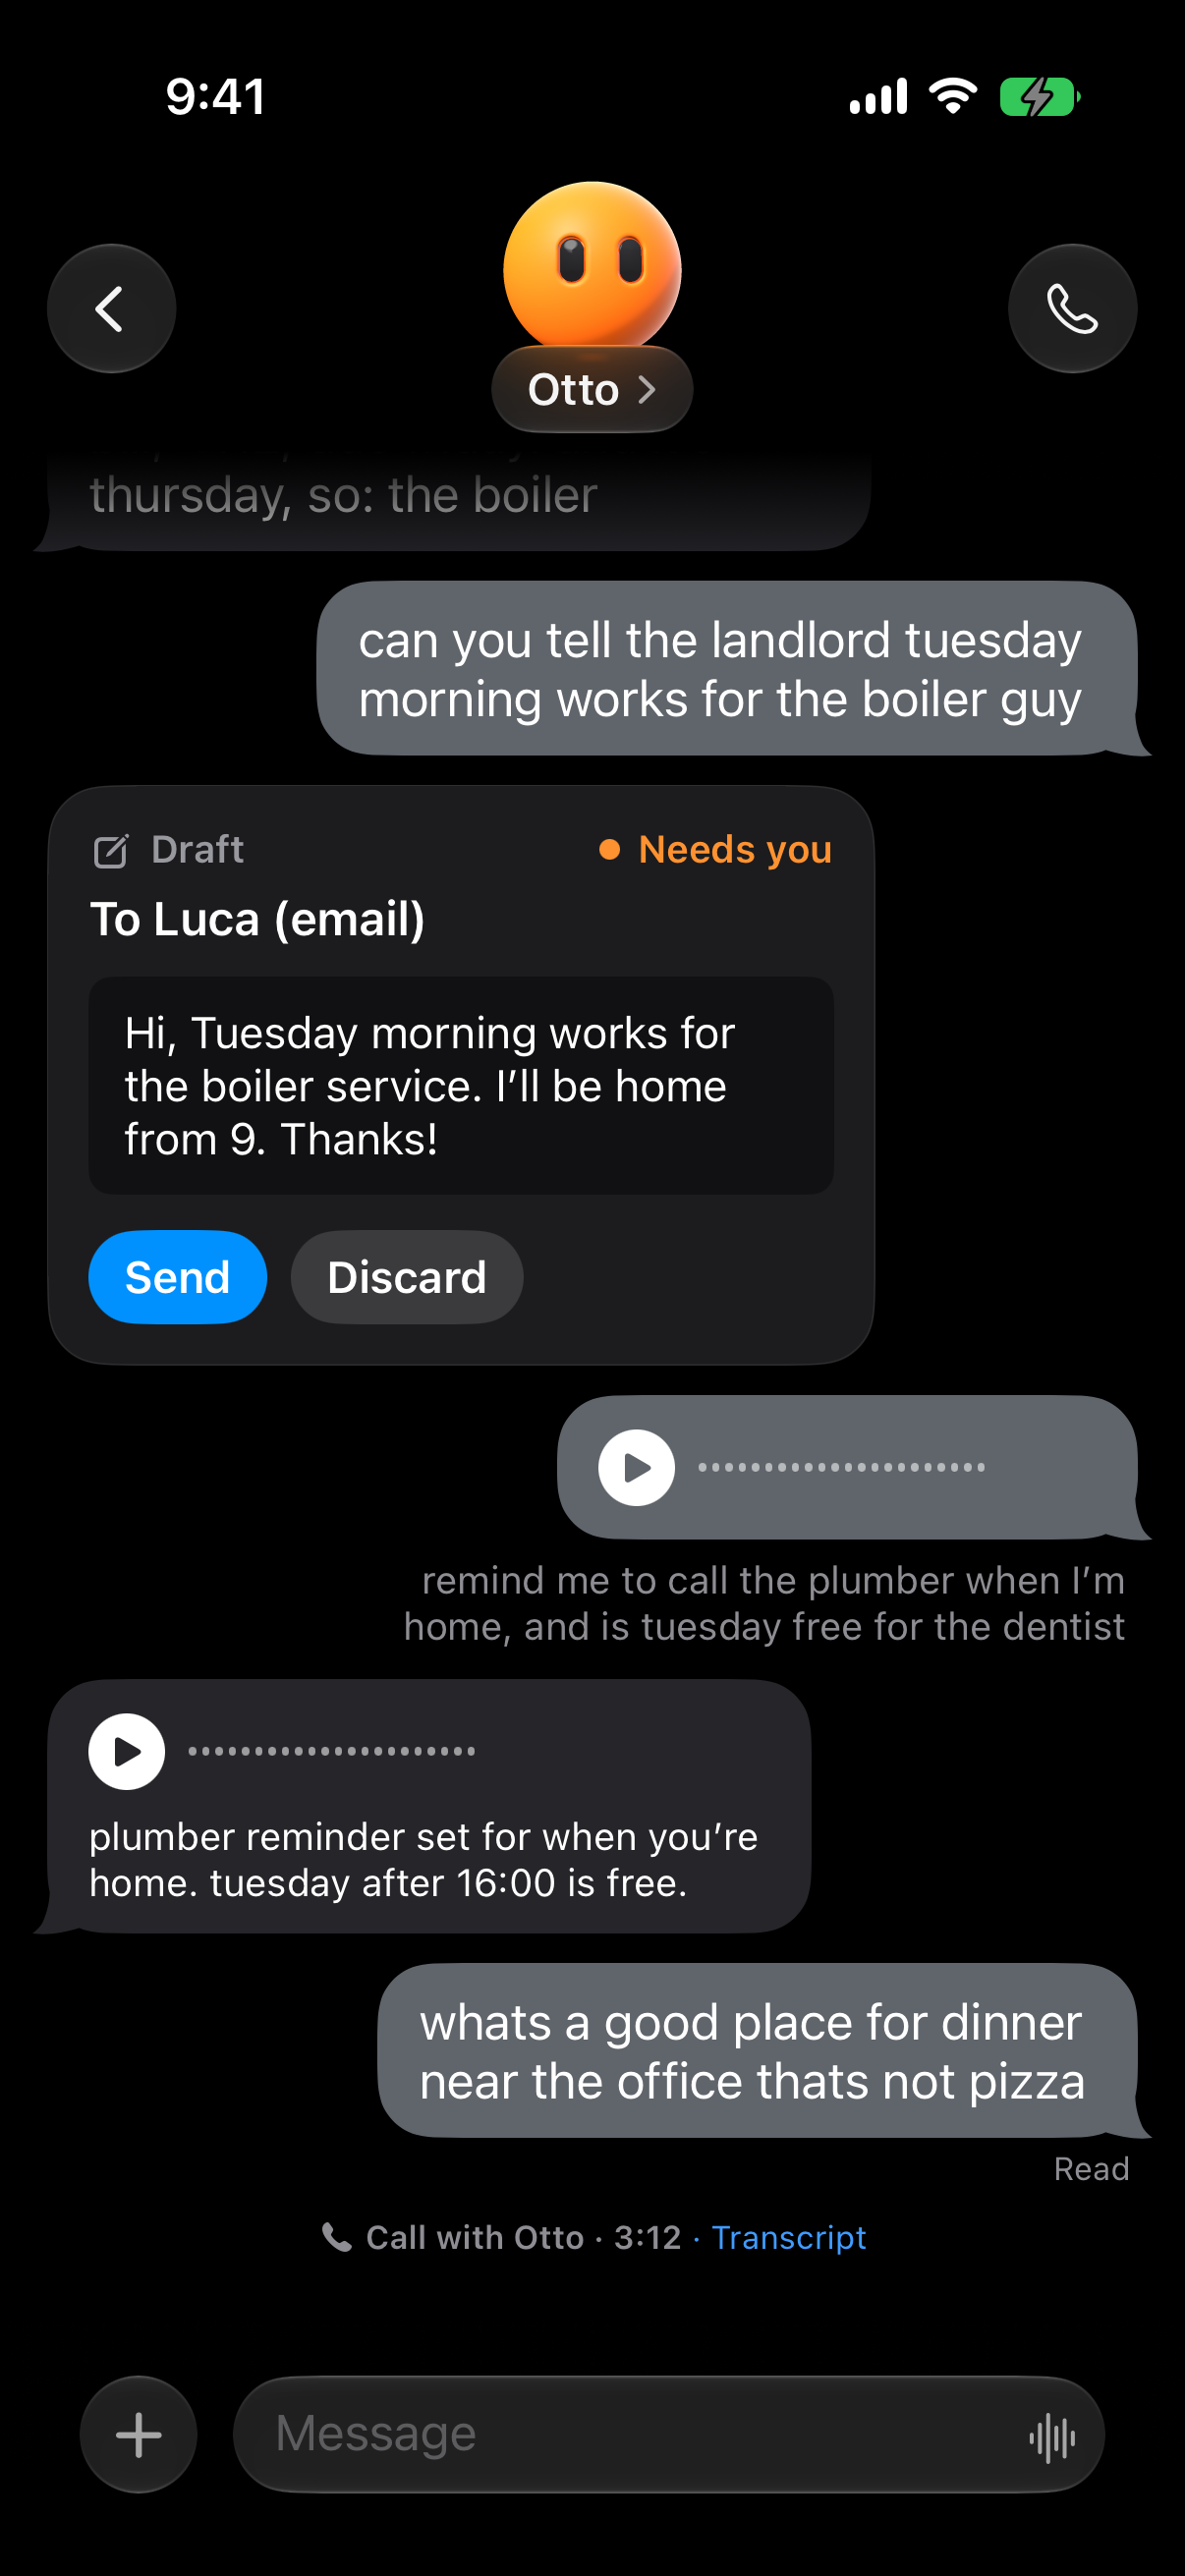 9:41
Otto
thursday, so: the boiler
can you tell the landlord tuesday
morning works for the boiler guy
Draft
Needs you
To Luca (email)
Hi, Tuesday morning works for
the boiler service. I’ll be home
from 9. Thanks!
Send
Discard
remind me to call the plumber when I’m
home, and is tuesday free for the dentist
plumber reminder set for when you’re
home. tuesday after 16:00 is free.
whats a good place for dinner
near the office thats not pizza
Read
Call with Otto · 3:12 · Transcript
Message